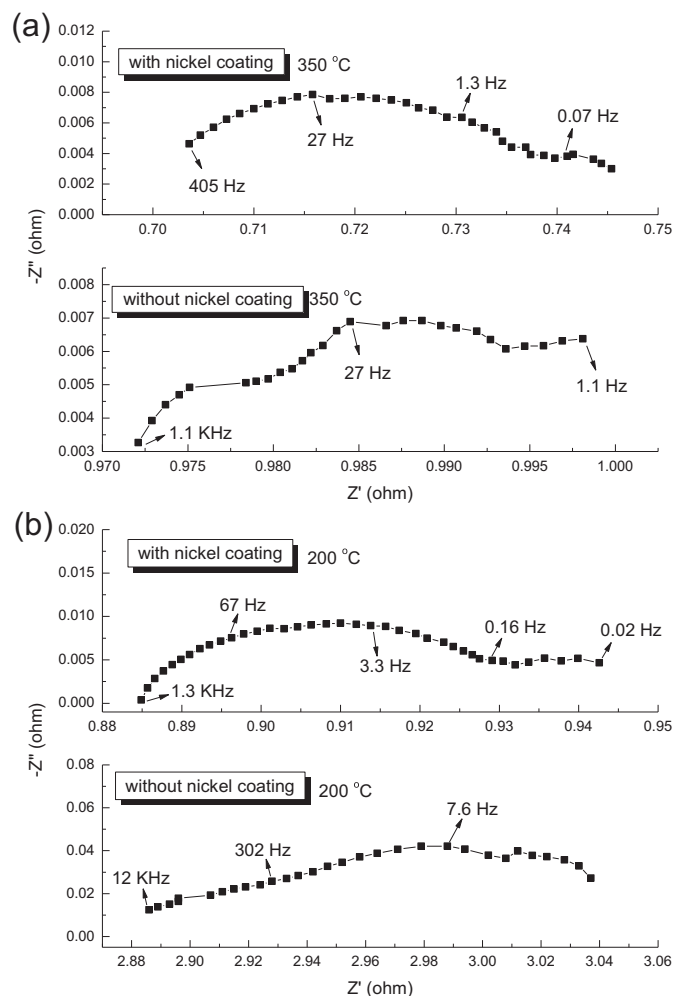 (a)
0.012
0.010
0.008
0.006
0.004
0.002
0.000
with nickel coating 350 °C
1.3 Hz
0.07 Hz
27 Hz
405 Hz
0.70 0.71 0.72 0.73 0.74 0.75
-Z" (ohm)
0.008
0.007
0.006
0.005
0.004
0.003
without nickel coating 350 °C
27 Hz
1.1 Hz
1.1 KHz
0.970 0.975 0.980 0.985 0.990 0.995 1.000
Z' (ohm)
(b)
0.020
0.015
0.010
0.005
0.000
with nickel coating 200 °C
67 Hz
0.16 Hz
0.02 Hz
3.3 Hz
1.3 KHz
0.88 0.89 0.90 0.91 0.92 0.93 0.94 0.95
-Z" (ohm)
0.08
0.06
0.04
0.02
0.00
without nickel coating 200 °C
7.6 Hz
302 Hz
12 KHz
2.88 2.90 2.92 2.94 2.96 2.98 3.00 3.02 3.04 3.06
Z' (ohm)